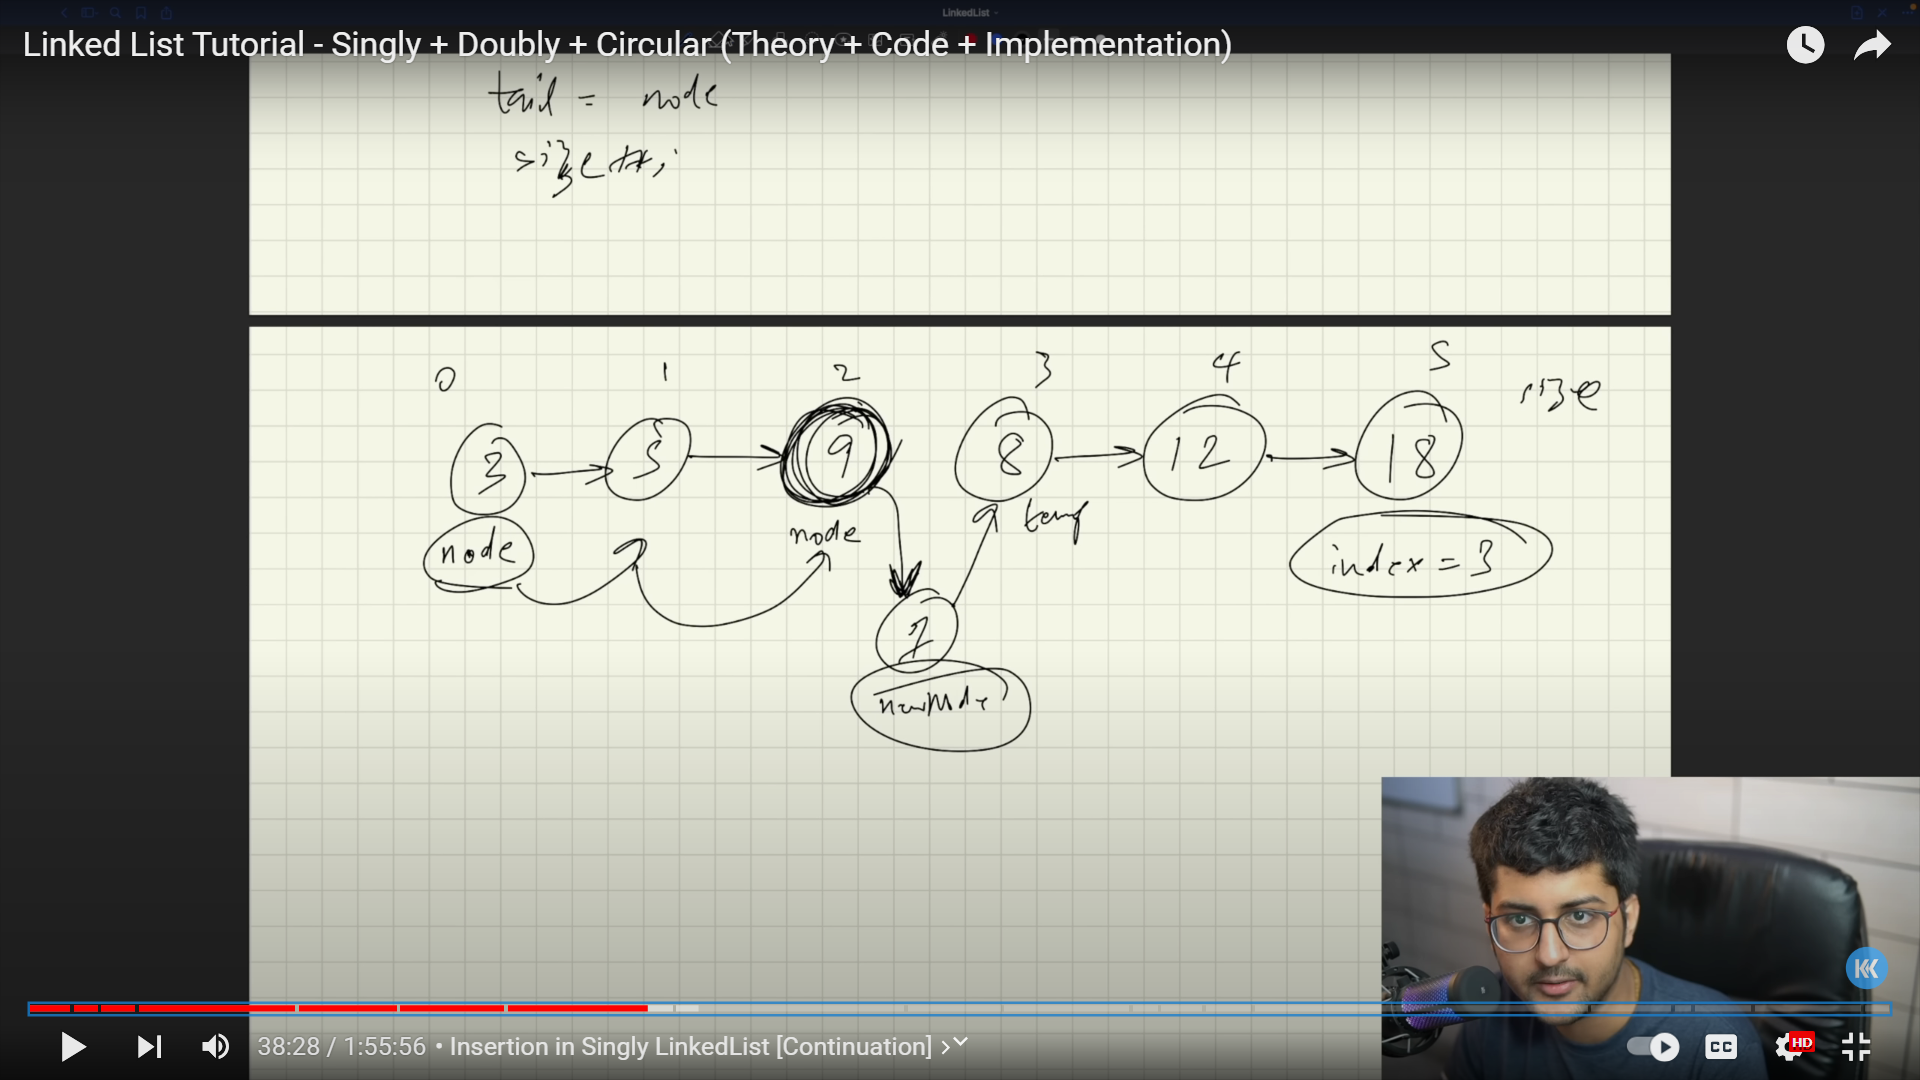 LinkedList
Linked List Tutorial - Singly + Doubly + Circular (Theory + Code + Implementation)
tail = node
size++;
0 1 2 3 4 5
size
3 5 9 8 12 18
node
node
temp
index = 3
7
newNode
38:28 / 1:55:56 • Insertion in Singly LinkedList [Continuation]
CC
HD